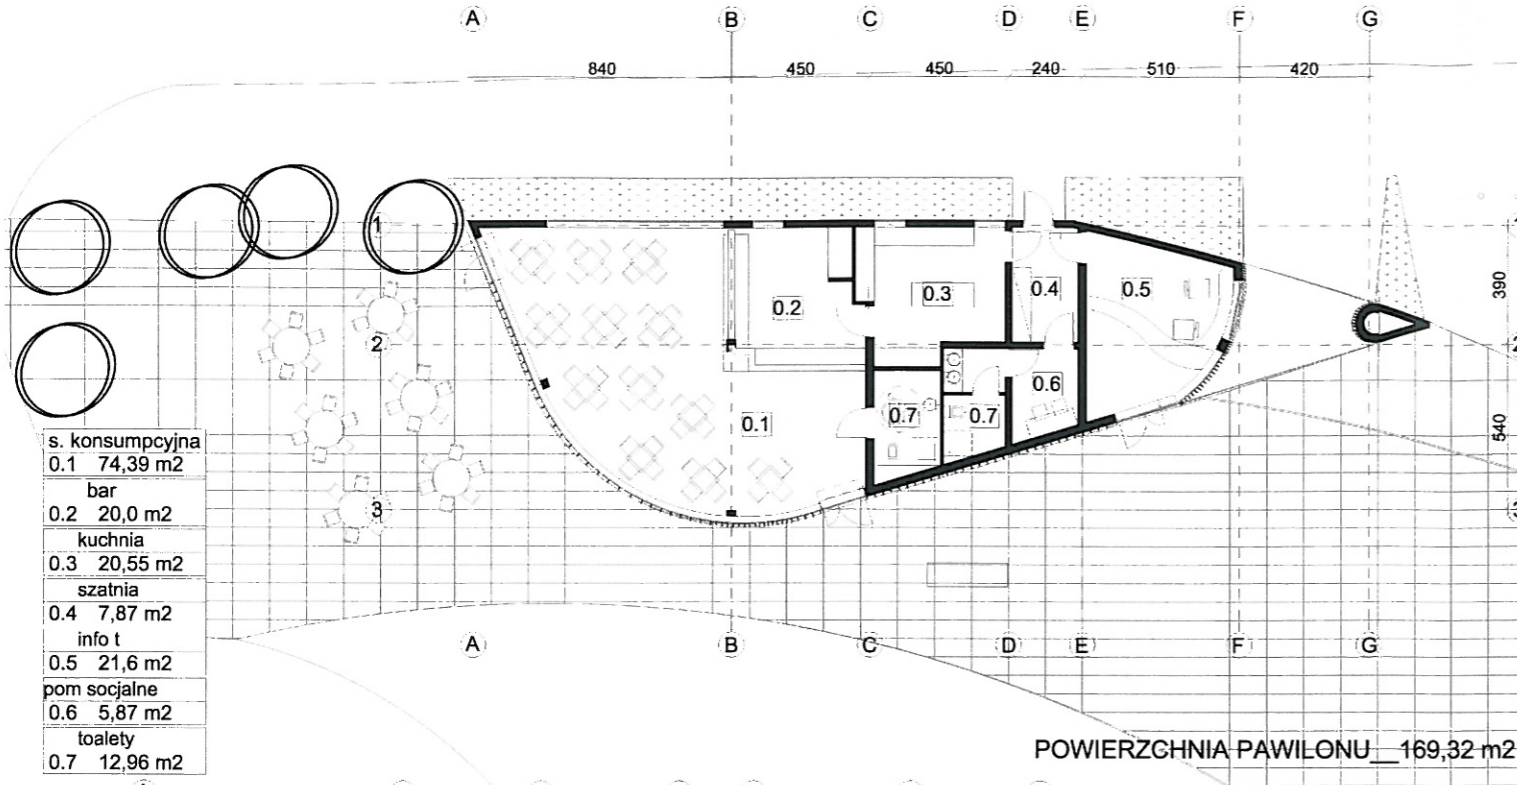 A B C D E F G
840 450 450 240 510 420
1
390
2
0.2 0.3 0.4 0.5
0.6
0.1 0.7 0.7
540
3
s. konsumpcyjna
0.1 74,39 m2
bar
0.2 20,0 m2
kuchnia
0.3 20,55 m2
szatnia
0.4 7,87 m2
info t
0.5 21,6 m2
pom socjalne
0.6 5,87 m2
toalety
0.7 12,96 m2
A B C D E F G
POWIERZCHNIA PAWILONU__169,32 m2